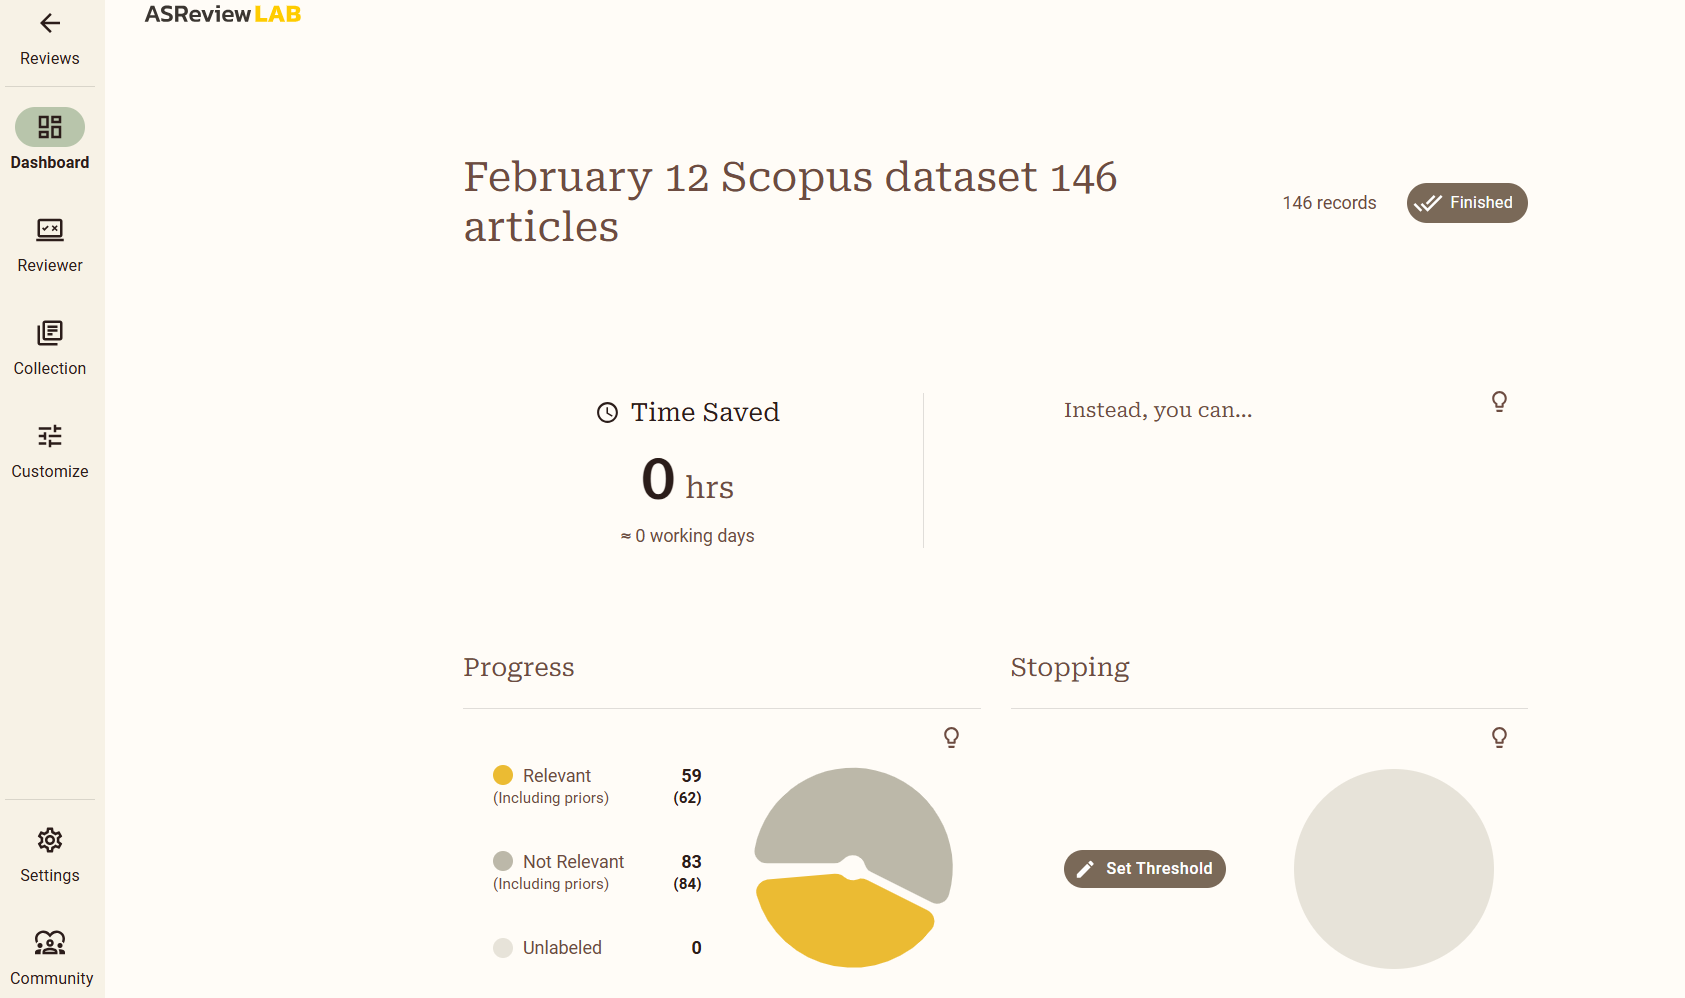 ASReview LAB
Reviews
Dashboard
Reviewer
Collection
Customize
Settings
Community
February 12 Scopus dataset 146
articles
146 records
Finished
Time Saved
0 hrs
≈ 0 working days
Instead, you can...
Progress
Relevant 59
(Including priors) (62)
Not Relevant 83
(Including priors) (84)
Unlabeled 0
Stopping
Set Threshold